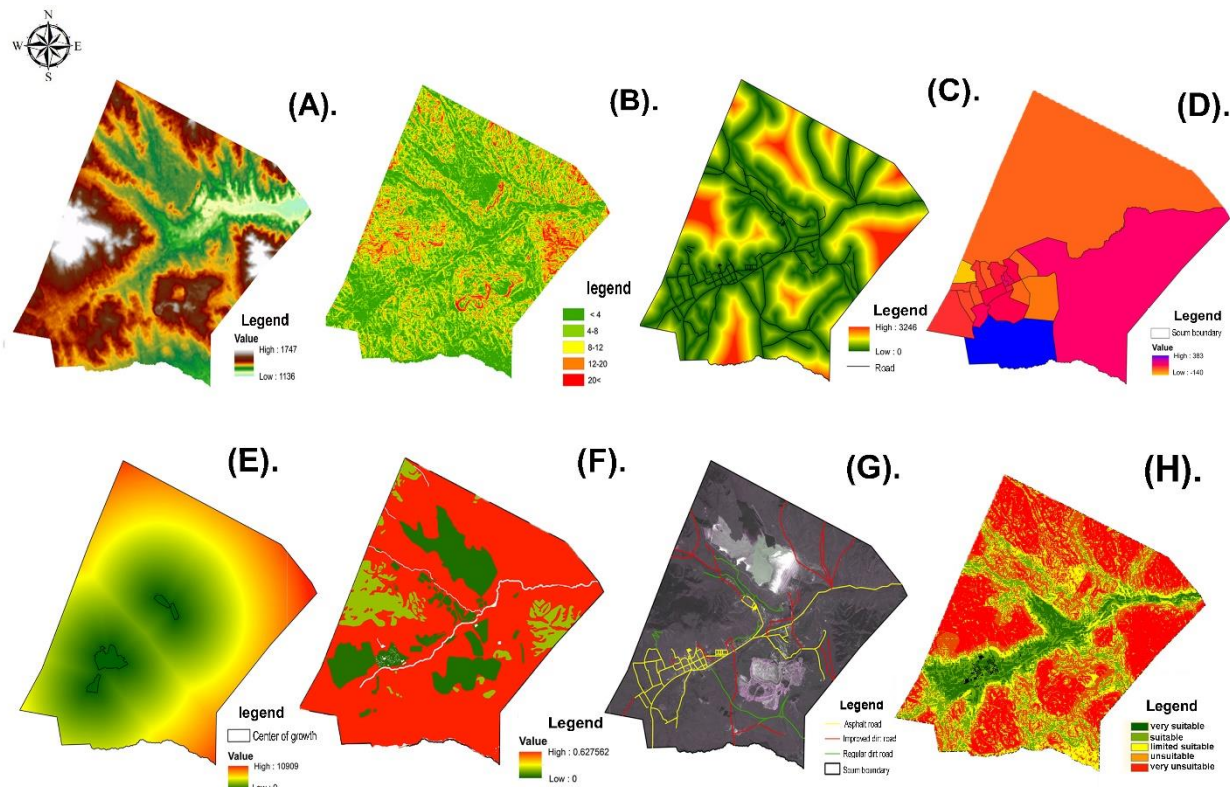 N
W E
S
(A).
Legend
Value
High : 1747
Low : 1136
(B).
legend
< 4
4-8
8-12
12-20
20<
(C).
Legend
High : 3246
Low : 0
Road
(D).
Legend
Soum boundary
Value
High : 383
Low : -140
(E).
legend
Center of growth
Value
High : 10909
Low : 0
(F).
Legend
Value
High : 0.627562
Low : 0
(G).
Legend
Asphalt road
Improved dirt road
Regular dirt road
Soum boundary
(H).
Legend
very suitable
suitable
limited suitable
unsuitable
very unsuitable